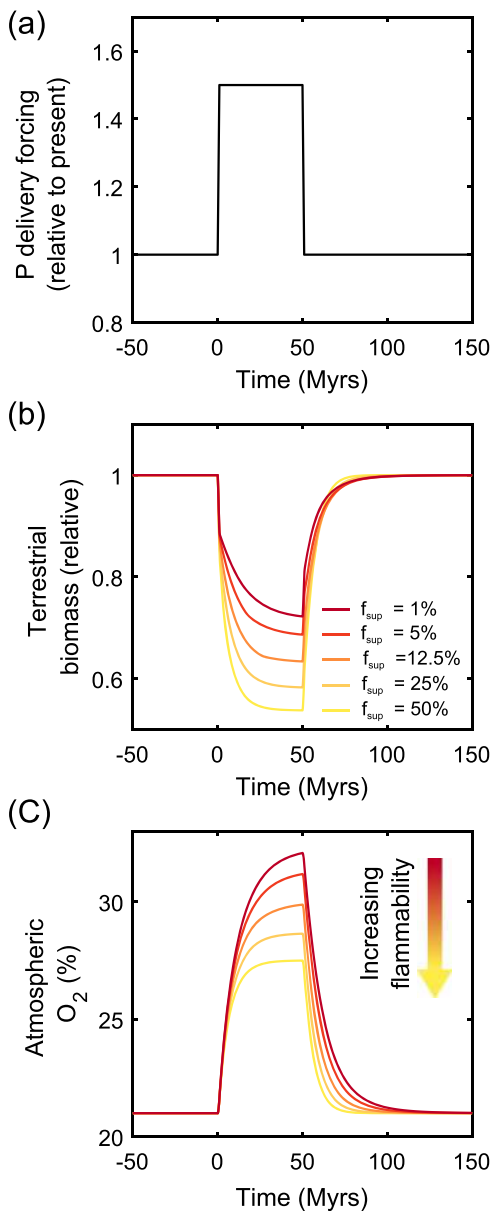 (a)
P delivery forcing
(relative to present)
1.6
1.4
1.2
1
0.8
-50 0 50 100 150
Time (Myrs)
(b)
Terrestrial
biomass (relative)
1
0.8
0.6
f_sup = 1%
f_sup = 5%
f_sup =12.5%
f_sup = 25%
f_sup = 50%
-50 0 50 100 150
Time (Myrs)
(C)
Atmospheric
O2 (%)
30
25
20
Increasing
flammability
-50 0 50 100 150
Time (Myrs)